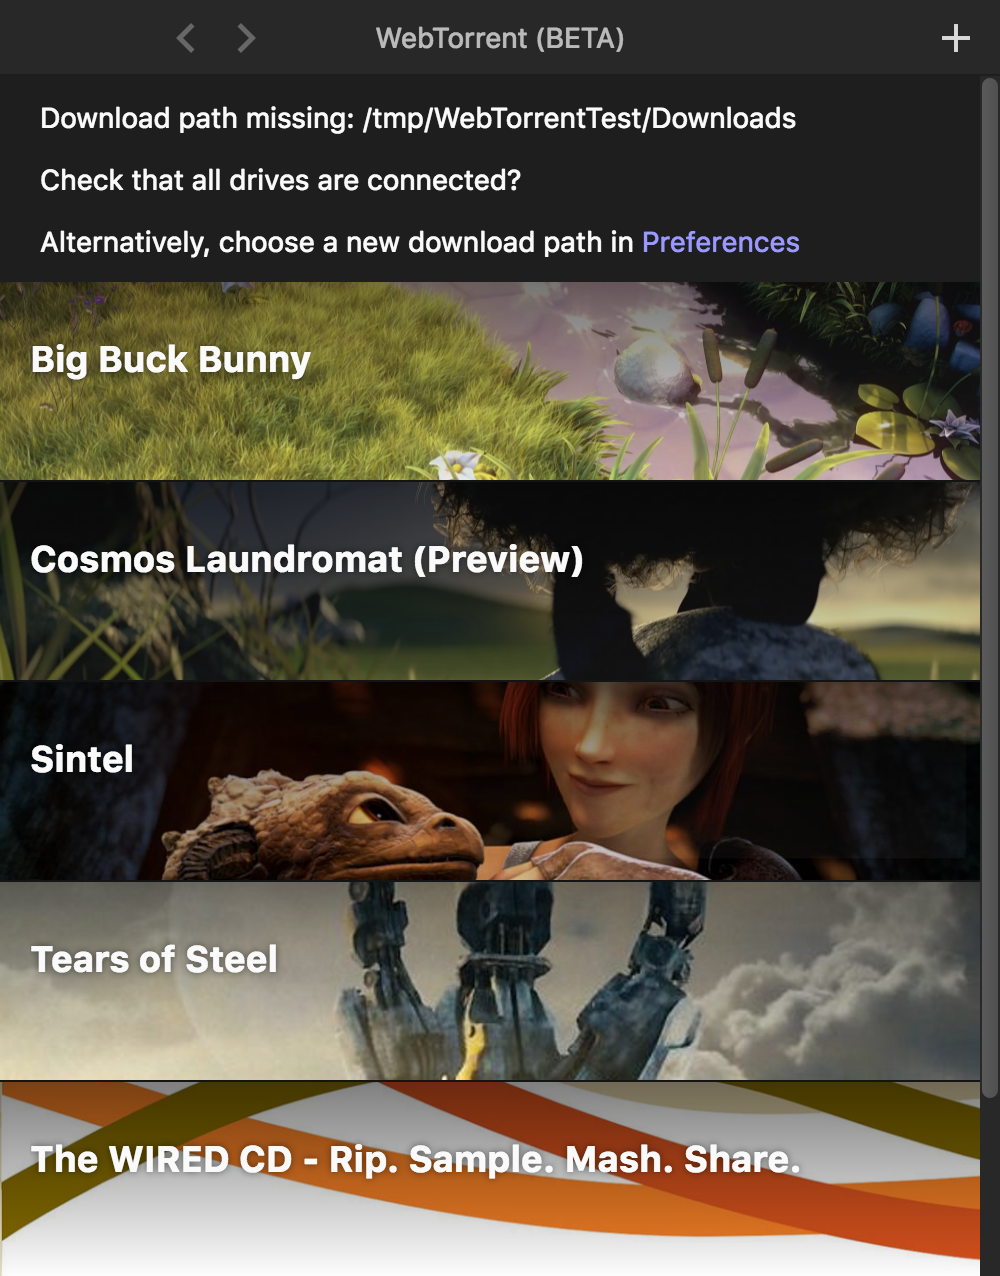 WebTorrent (BETA)
Download path missing: /tmp/WebTorrentTest/Downloads
Check that all drives are connected?
Alternatively, choose a new download path in Preferences
Big Buck Bunny
Cosmos Laundromat (Preview)
Sintel
Tears of Steel
The WIRED CD - Rip. Sample. Mash. Share.